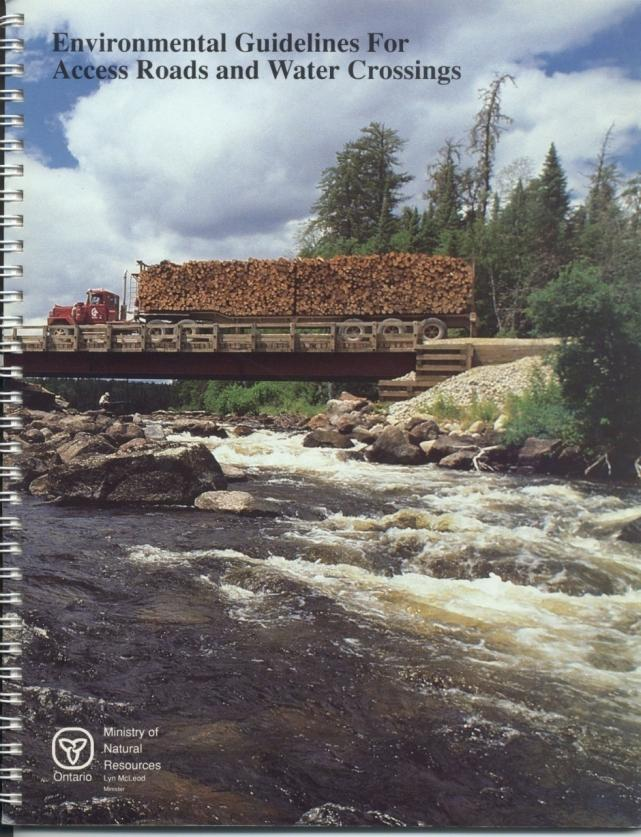 Environmental Guidelines For
Access Roads and Water Crossings
Ministry of
Natural
Resources
Lyn McLeod
Minister
Ontario